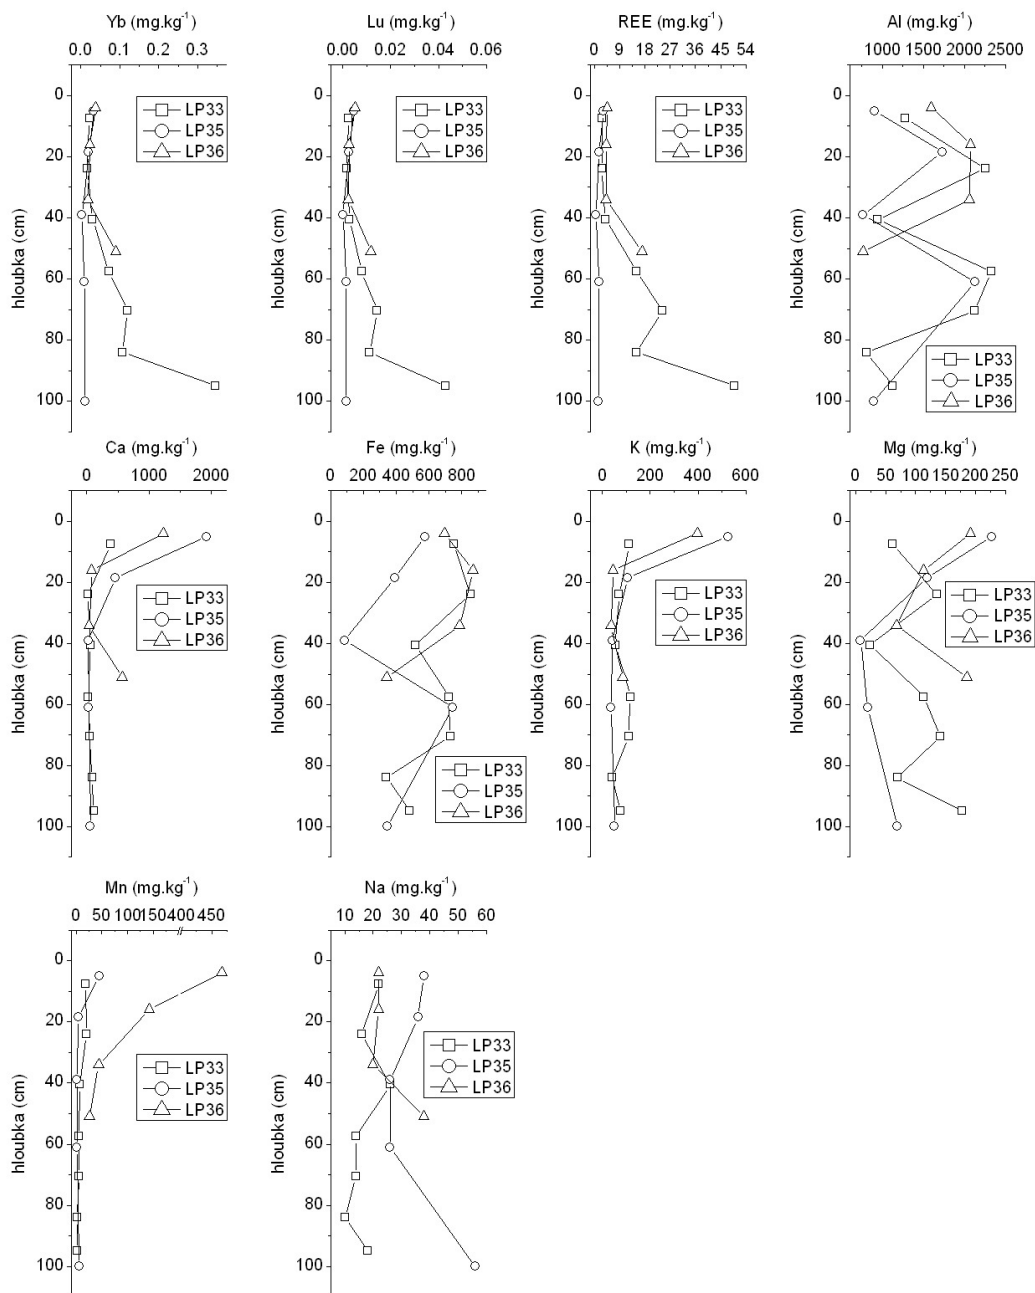 Yb (mg.kg-1)
0.0 0.1 0.2 0.3
0
20
40
60
80
100
hloubka (cm)
LP33
LP35
LP36
Lu (mg.kg-1)
0.00 0.02 0.04 0.06
0
20
40
60
80
100
hloubka (cm)
LP33
LP35
LP36
REE (mg.kg-1)
0 9 18 27 36 45 54
0
20
40
60
80
100
hloubka (cm)
LP33
LP35
LP36
Al (mg.kg-1)
1000 1500 2000 2500
0
20
40
60
80
100
hloubka (cm)
LP33
LP35
LP36
Ca (mg.kg-1)
0 1000 2000
0
20
40
60
80
100
hloubka (cm)
LP33
LP35
LP36
Fe (mg.kg-1)
200 400 600 800
0
20
40
60
80
100
hloubka (cm)
LP33
LP35
LP36
K (mg.kg-1)
0 200 400 600
0
20
40
60
80
100
hloubka (cm)
LP33
LP35
LP36
Mg (mg.kg-1)
0 50 100 150 200 250
0
20
40
60
80
100
hloubka (cm)
LP33
LP35
LP36
Mn (mg.kg-1)
0 50 100 150 400 450
0
20
40
60
80
100
hloubka (cm)
LP33
LP35
LP36
Na (mg.kg-1)
10 20 30 40 50 60
0
20
40
60
80
100
hloubka (cm)
LP33
LP35
LP36